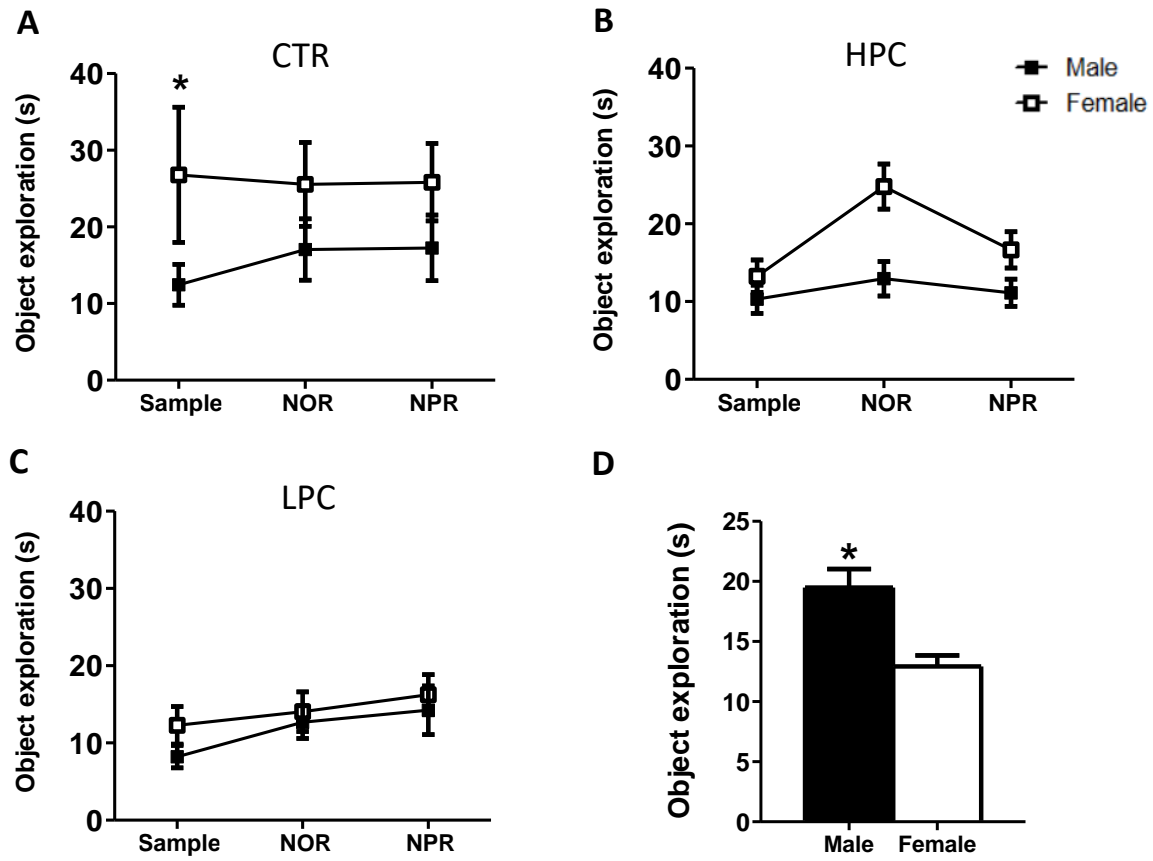 A
CTR
Object exploration (s)
40
30
20
10
0
*
Sample NOR NPR
B
HPC
Male
Female
Object exploration (s)
40
30
20
10
0
Sample NOR NPR
C
LPC
Object exploration (s)
40
30
20
10
0
Sample NOR NPR
D
Object exploration (s)
25
20
15
10
5
0
*
Male Female